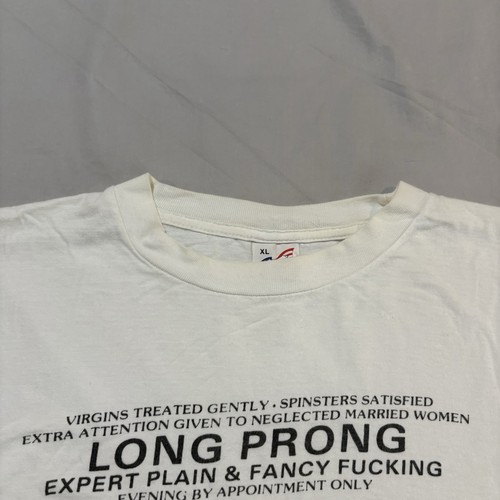 XL
VIRGINS TREATED GENTLY • SPINSTERS SATISFIED
EXTRA ATTENTION GIVEN TO NEGLECTED MARRIED WOMEN
LONG PRONG
EXPERT PLAIN & FANCY FUCKING
EVENING BY APPOINTMENT ONLY